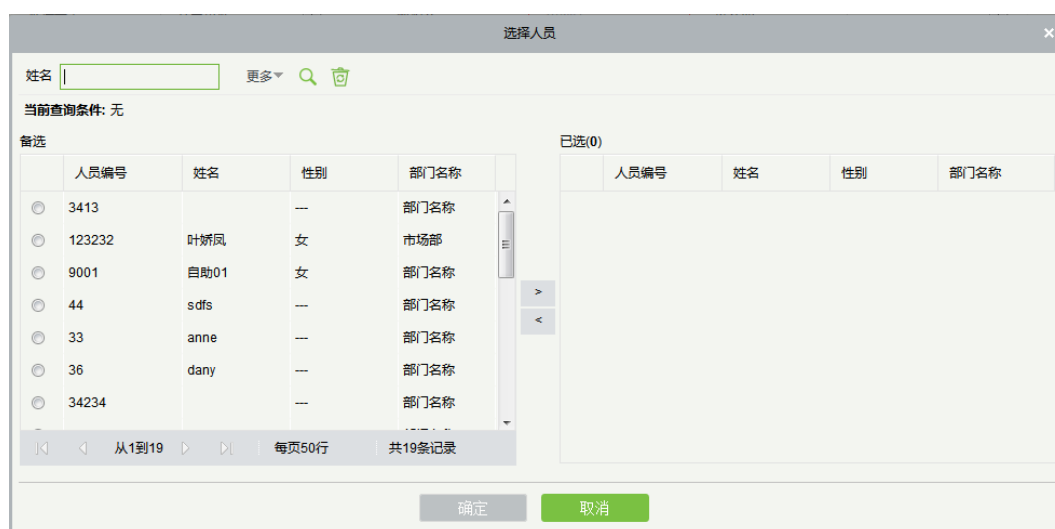 选择人员
姓名 更多
当前查询条件: 无
备选
人员编号 姓名 性别 部门名称
3413 --- 部门名称
123232 叶娇凤 女 市场部
9001 自助01 女 部门名称
44 sdfs --- 部门名称
33 anne --- 部门名称
36 dany --- 部门名称
34234 --- 部门名称
从1到19 每页50行 共19条记录
>
<
已选(0)
人员编号 姓名 性别 部门名称
确定 取消